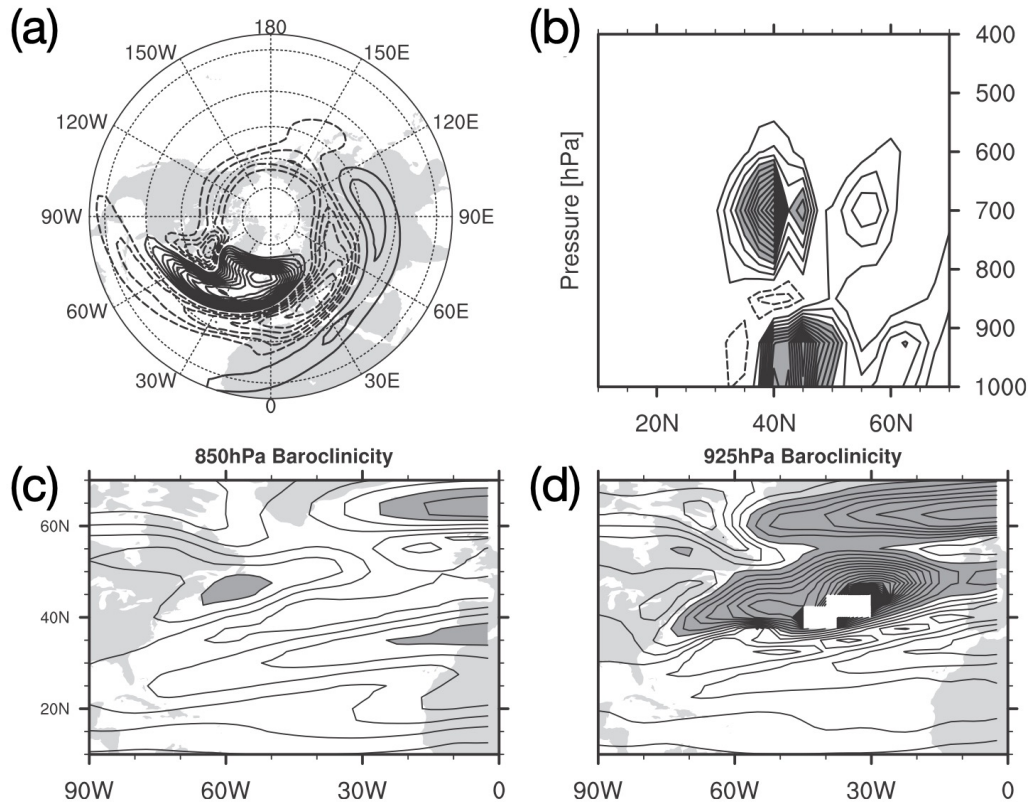 (a)
180
150W 150E
120W 120E
90W 90E
60W 60E
30W 30E
0
(b)
400
500
600
700
800
900
1000
Pressure [hPa]
20N 40N 60N
(c)
850hPa Baroclinicity
60N
40N
20N
90W 60W 30W 0
(d)
925hPa Baroclinicity
90W 60W 30W 0